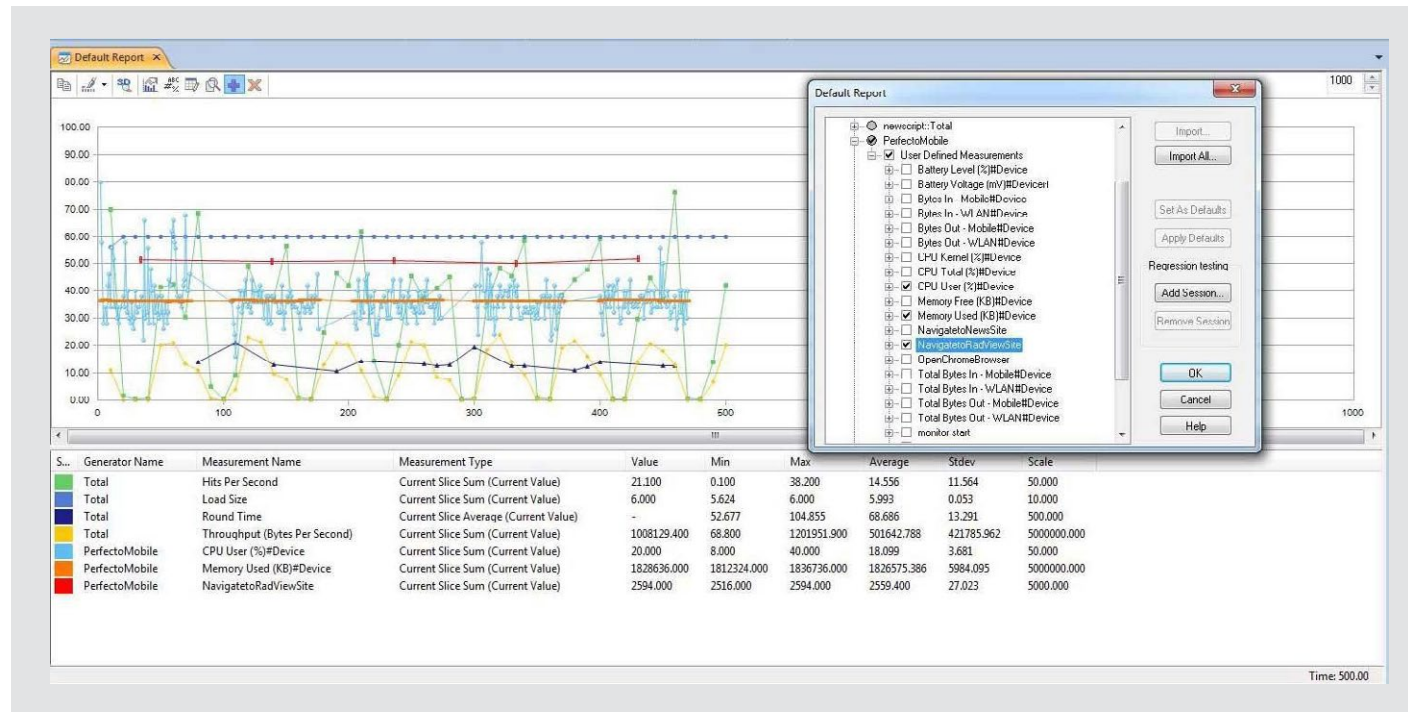 Default Report
1000
100.00
90.00
80.00
70.00
60.00
50.00
40.00
30.00
20.00
10.00
0.00
0 100 200 300 400 500 1000
Default Report
newscript::Total
PerfectoMobile
User Defined Measurements
Battery Level (%)#Device
Battery Voltage (mV)#Device
Bytes In - Mobile#Device
Bytes In - WLAN#Device
Bytes Out - Mobile#Device
Bytes Out - WLAN#Device
CPU Kernel (%)#Device
CPU Total (%)#Device
CPU User (%)#Device
Memory Free (KB)#Device
Memory Used (KB)#Device
NavigatetoNewsSite
NavigatetoRadViewSite
OpenChromeBrowser
Total Bytes In - Mobile#Device
Total Bytes In - WLAN#Device
Total Bytes Out - Mobile#Device
Total Bytes Out - WLAN#Device
monitor start
Import...
Import All...
Set As Defaults
Apply Defaults
Regression testing
Add Session...
Remove Session
OK
Cancel
Help
S... Generator Name Measurement Name Measurement Type Value Min Max Average Stdev Scale
Total Hits Per Second Current Slice Sum (Current Value) 21.100 0.100 38.200 14.556 11.564 50.000
Total Load Size Current Slice Sum (Current Value) 6.000 5.624 6.000 5.993 0.053 10.000
Total Round Time Current Slice Average (Current Value) - 52.677 104.855 68.686 13.291 500.000
Total Throughput (Bytes Per Second) Current Slice Sum (Current Value) 1008129.400 68.800 1201951.900 501642.788 421785.962 5000000.000
PerfectoMobile CPU User (%)#Device Current Slice Sum (Current Value) 20.000 8.000 40.000 18.099 3.681 50.000
PerfectoMobile Memory Used (KB)#Device Current Slice Sum (Current Value) 1828636.000 1812324.000 1836736.000 1826575.386 5984.095 5000000.000
PerfectoMobile NavigatetoRadViewSite Current Slice Sum (Current Value) 2594.000 2516.000 2594.000 2559.400 27.023 5000.000
Time: 500.00